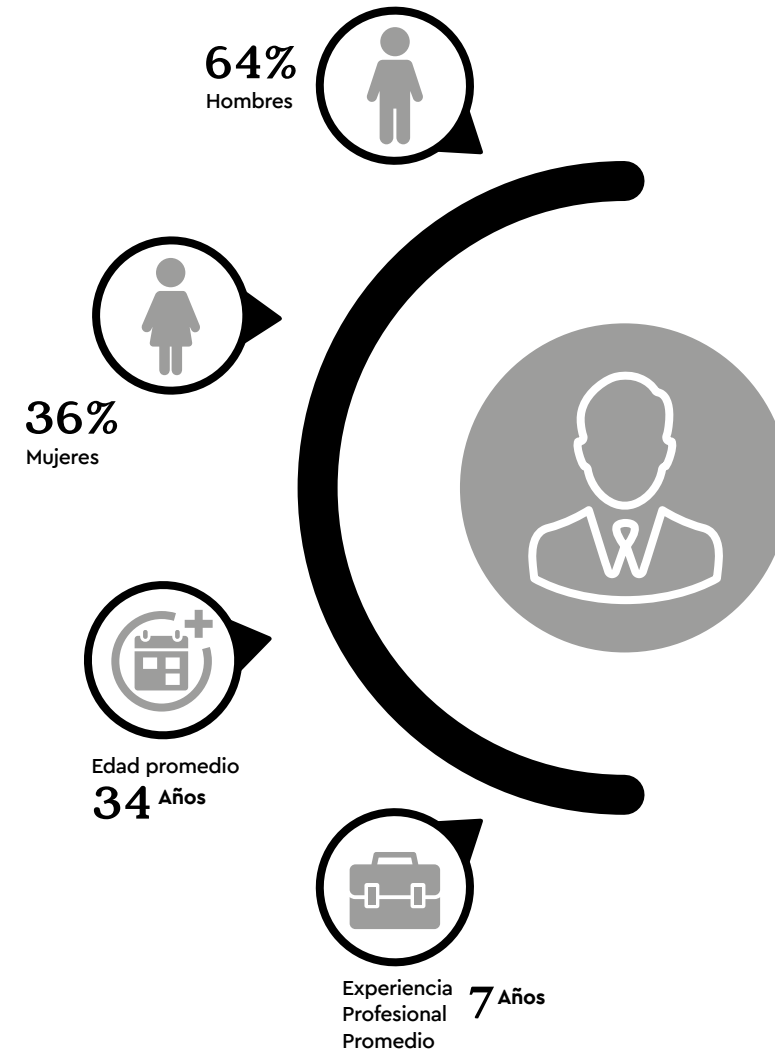 64%
Hombres
36%
Mujeres
Edad promedio
34 Años
Experiencia
Profesional
Promedio
7 Años